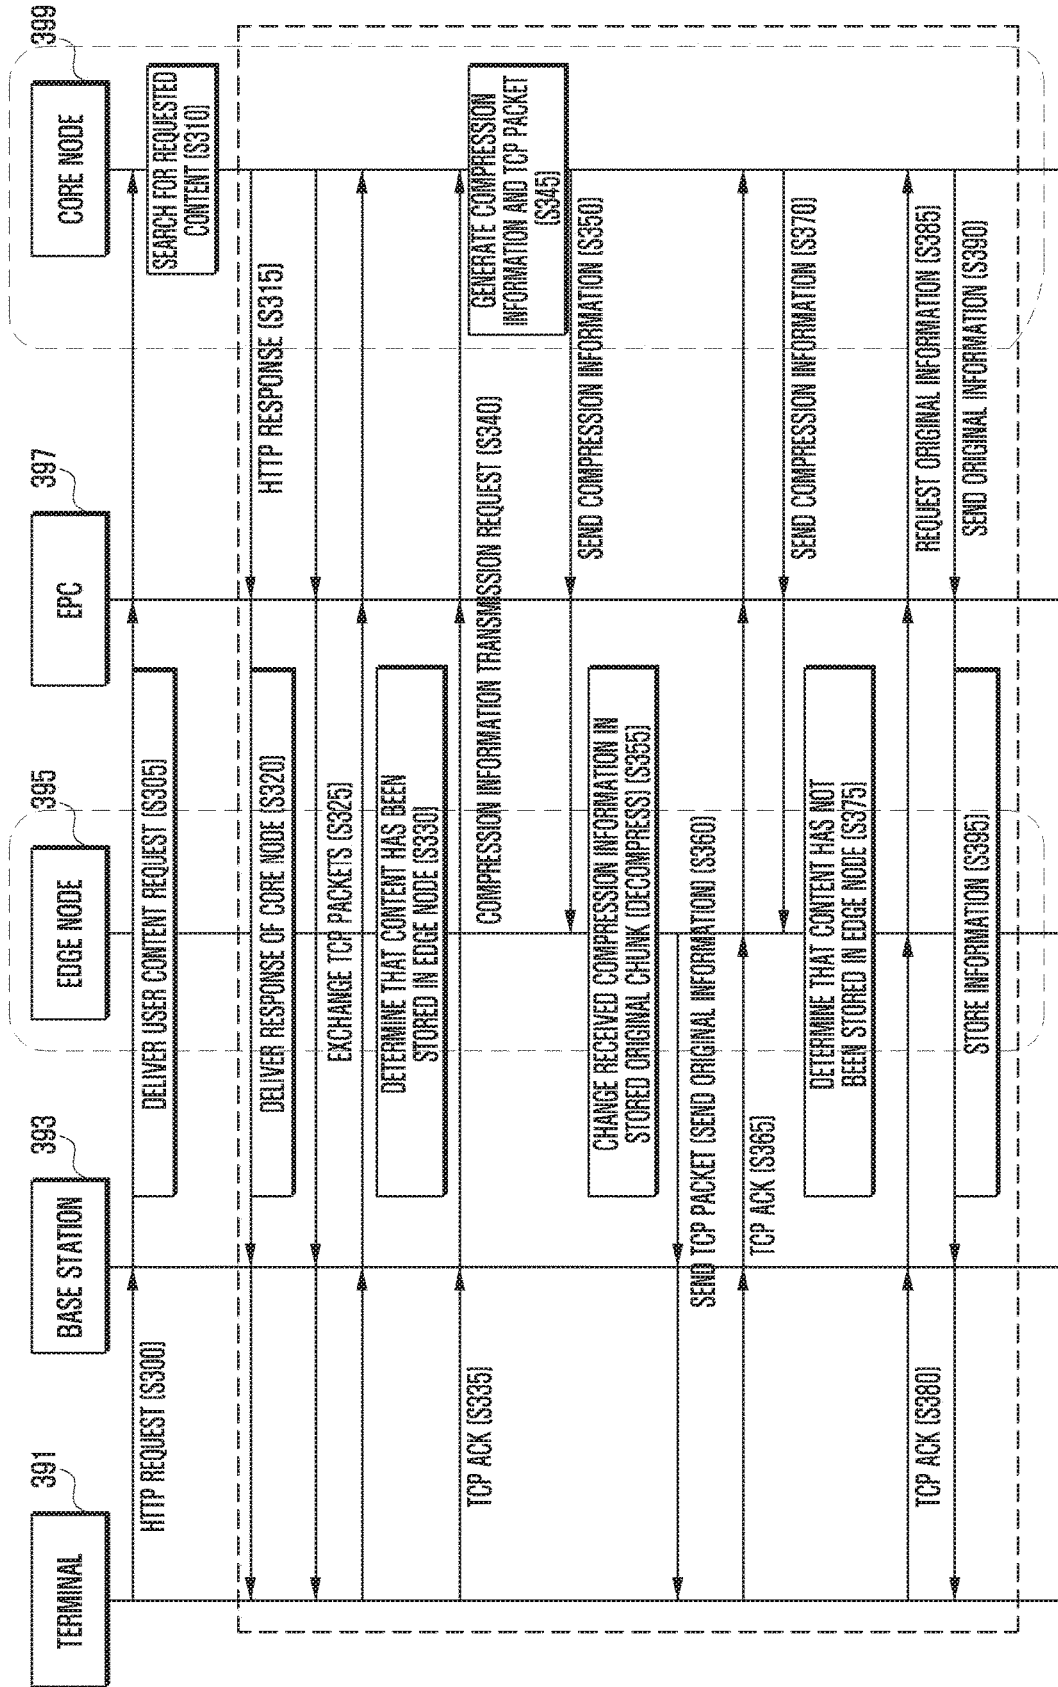 TERMINAL
391
BASE STATION
393
EDGE NODE
395
EPC
397
CORE NODE
399
HTTP REQUEST (S300)
DELIVER USER CONTENT REQUEST (S305)
SEARCH FOR REQUESTED
CONTENT (S310)
HTTP RESPONSE (S315)
DELIVER RESPONSE OF CORE NODE (S320)
EXCHANGE TCP PACKETS (S325)
DETERMINE THAT CONTENT HAS BEEN
STORED IN EDGE NODE (S330)
TCP ACK (S335)
COMPRESSION INFORMATION TRANSMISSION REQUEST (S340)
GENERATE COMPRESSION
INFORMATION AND TCP PACKET
(S345)
SEND COMPRESSION INFORMATION (S350)
CHANGE RECEIVED COMPRESSION INFORMATION IN
STORED ORIGINAL CHUNK (DECOMPRESS) (S355)
SEND TCP PACKET (SEND ORIGINAL INFORMATION) (S360)
TCP ACK (S365)
SEND COMPRESSION INFORMATION (S370)
DETERMINE THAT CONTENT HAS NOT
BEEN STORED IN EDGE NODE (S375)
TCP ACK (S380)
REQUEST ORIGINAL INFORMATION (S385)
SEND ORIGINAL INFORMATION (S390)
STORE INFORMATION (S395)